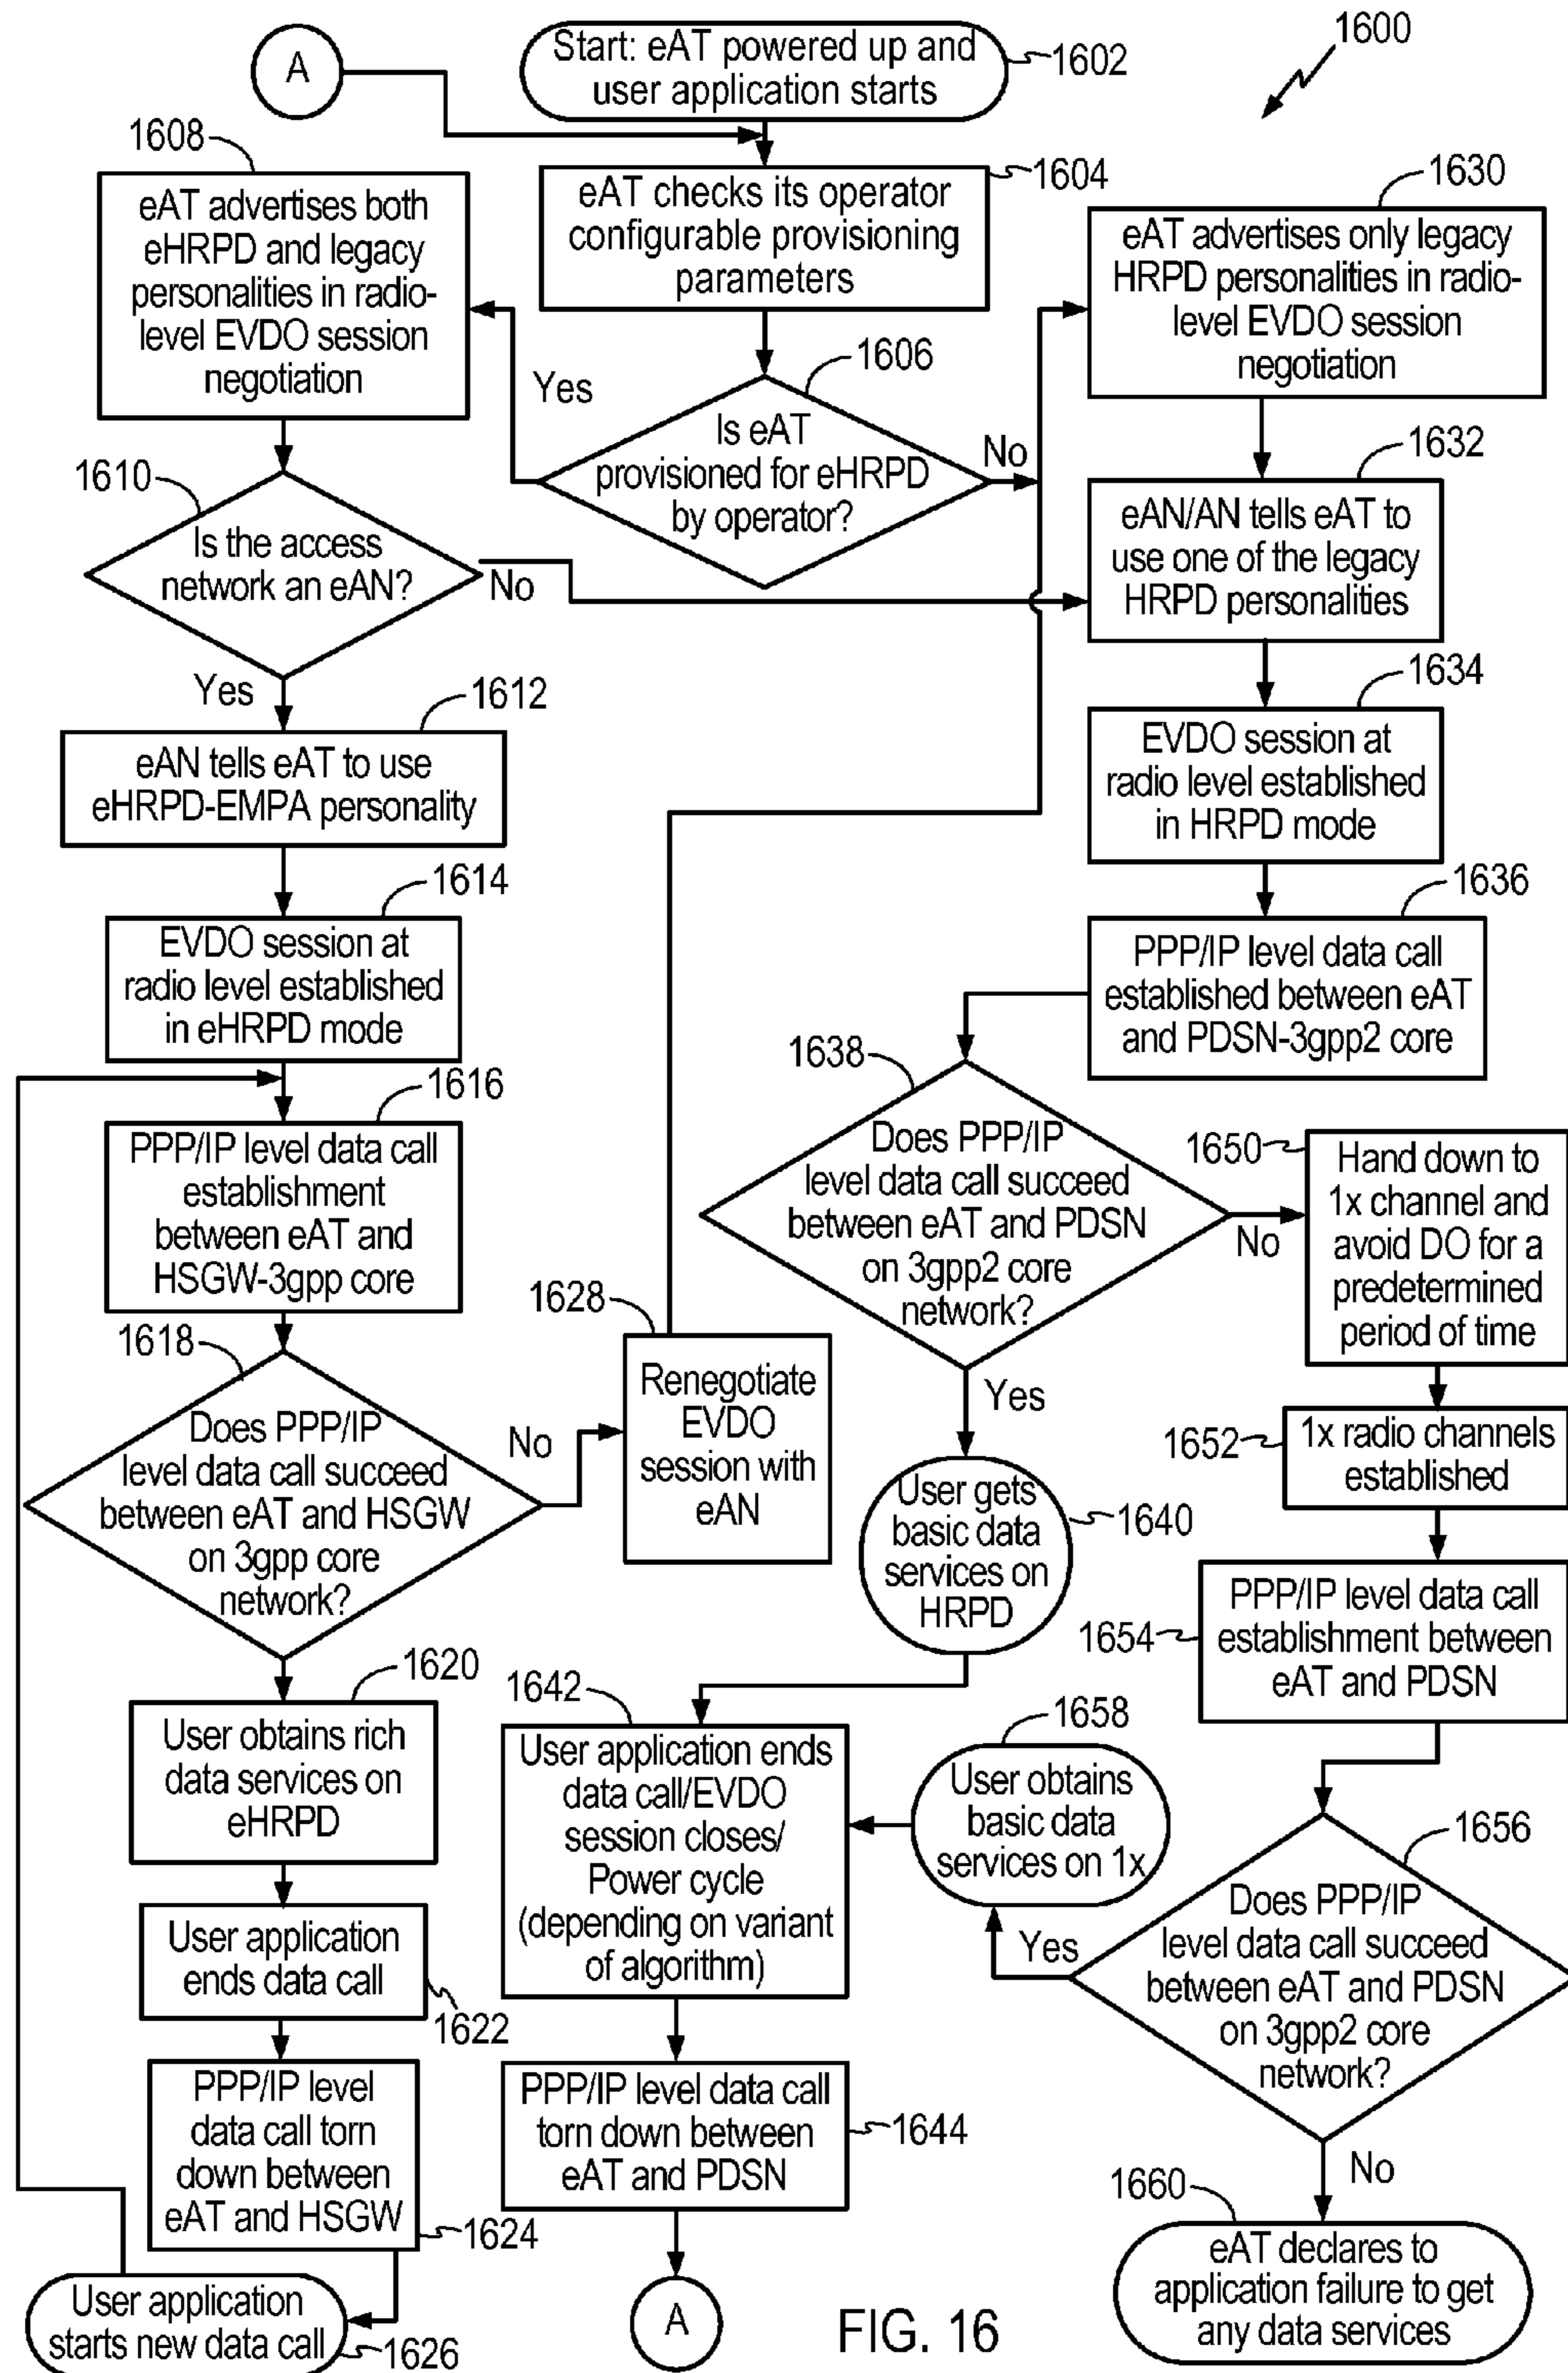 A
Start: eAT powered up and
user application starts
1602
1600
1608
eAT advertises both
eHRPD and legacy
personalities in radio-
level EVDO session
negotiation
1604
eAT checks its operator
configurable provisioning
parameters
1630
eAT advertises only legacy
HRPD personalities in radio-
level EVDO session
negotiation
1606
Is eAT
provisioned for eHRPD
by operator?
Yes
No
1610
Is the access
network an eAN?
No
Yes
1632
eAN/AN tells eAT to
use one of the legacy
HRPD personalities
1612
eAN tells eAT to use
eHRPD-EMPA personality
1634
EVDO session at
radio level established
in HRPD mode
1614
EVDO session at
radio level established
in eHRPD mode
1636
PPP/IP level data call
established between eAT
and PDSN-3gpp2 core
1616
PPP/IP level data call
establishment
between eAT and
HSGW-3gpp core
1638
Does PPP/IP
level data call succeed
between eAT and PDSN
on 3gpp2 core
network?
No
Yes
1650
Hand down to
1x channel and
avoid DO for a
predetermined
period of time
1618
Does PPP/IP
level data call succeed
between eAT and HSGW
on 3gpp core
network?
No
1628
Renegotiate
EVDO
session with
eAN
1652
1x radio channels
established
User gets
basic data
services on
HRPD
1640
1654
PPP/IP level data call
establishment between
eAT and PDSN
1620
User obtains rich
data services on
eHRPD
1642
User application ends
data call/EVDO
session closes/
Power cycle
(depending on variant
of algorithm)
1658
User obtains
basic data
services on 1x
1656
Does PPP/IP
level data call succeed
between eAT and PDSN
on 3gpp2 core
network?
Yes
No
User application
ends data call
1622
PPP/IP level
data call torn
down between
eAT and HSGW
1624
PPP/IP level data call
torn down between
eAT and PDSN
1644
1660
eAT declares to
application failure to get
any data services
User application
starts new data call
1626
A
FIG. 16